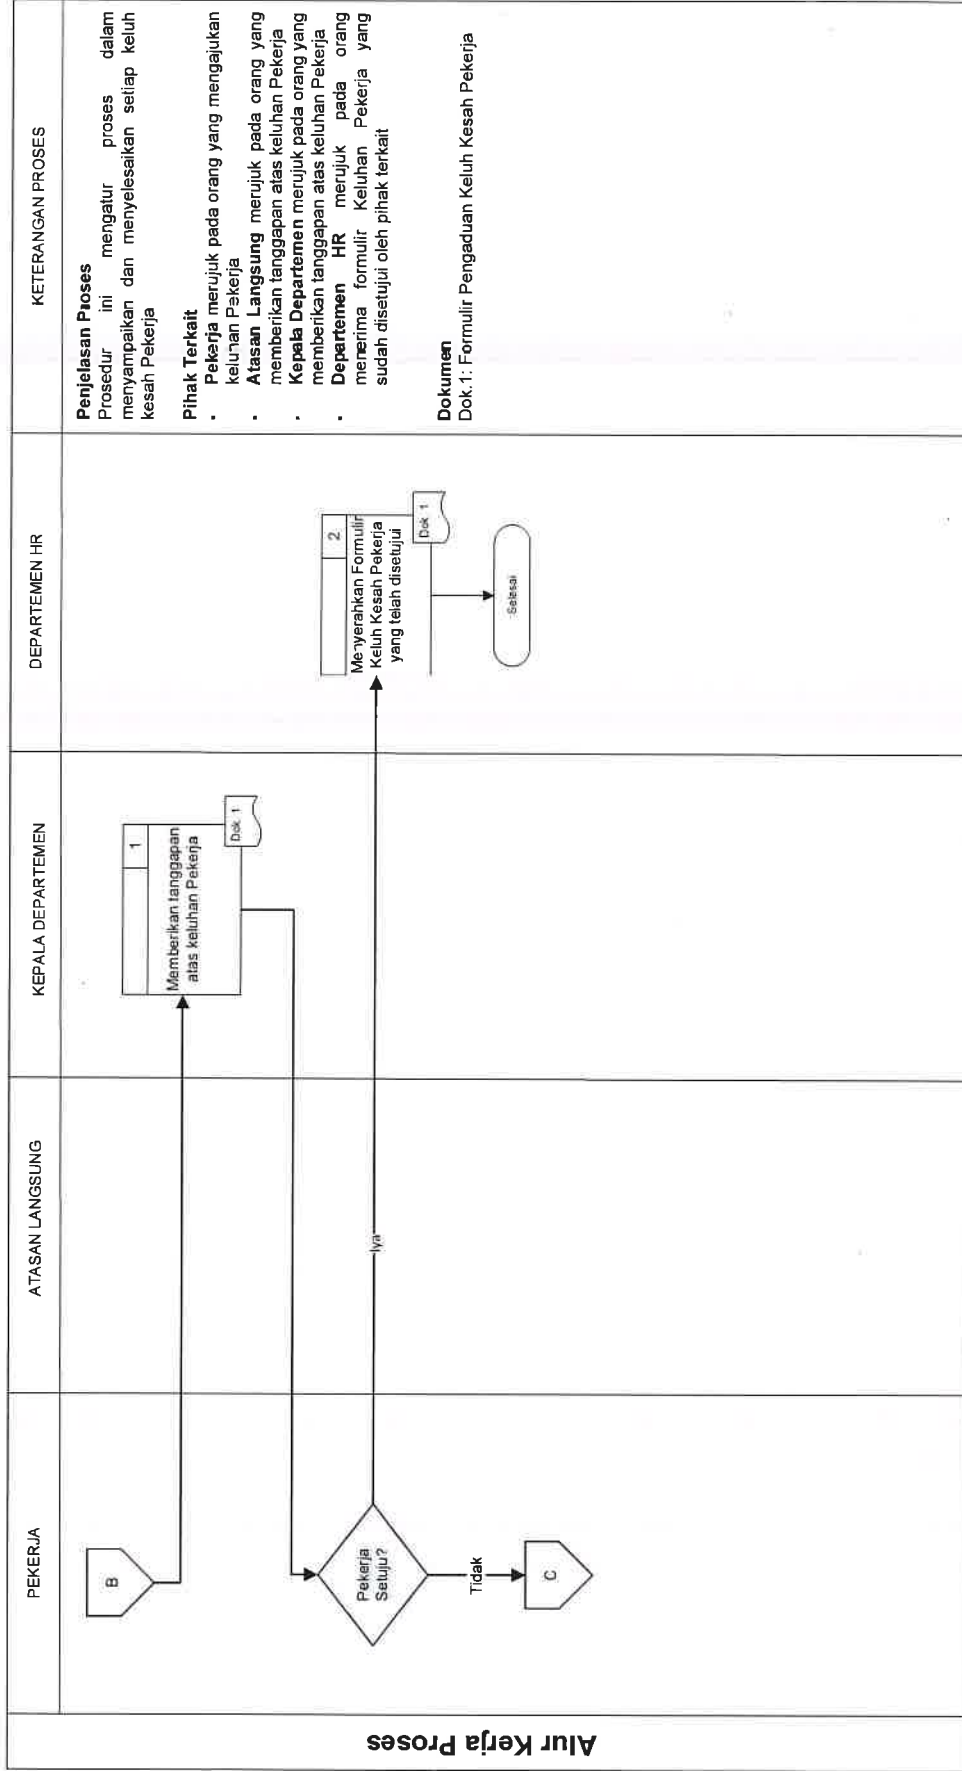 Alur Kerja Proses
PEKERJA
ATASAN LANGSUNG
KEPALA DEPARTEMEN
DEPARTEMEN HR
KETERANGAN PROSES
B
1
Memberikan tanggapan
atas keluhan Pekerja
Dok. 1
Pekerja
Setuju?
Iya
Tidak
C
2
Menyerahkan Formulir
Keluh Kesah Pekerja
yang telah disetujui
Dok 1
Selesai
Penjelasan Proses
Prosedur ini mengatur proses dalam
menyampaikan dan menyelesaikan setiap keluh
kesah Pekerja
Pihak Terkait
• Pekerja merujuk pada orang yang mengajukan
keluhan Pekerja
• Atasan Langsung merujuk pada orang yang
memberikan tanggapan atas keluhan Pekerja
• Kepala Departemen merujuk pada orang yang
memberikan tanggapan atas keluhan Pekerja
• Departemen HR merujuk pada orang
menerima formulir Keluhan Pekerja yang
sudah disetujui oleh pihak terkait
Dokumen
Dok.1: Formulir Pengaduan Keluh Kesah Pekerja